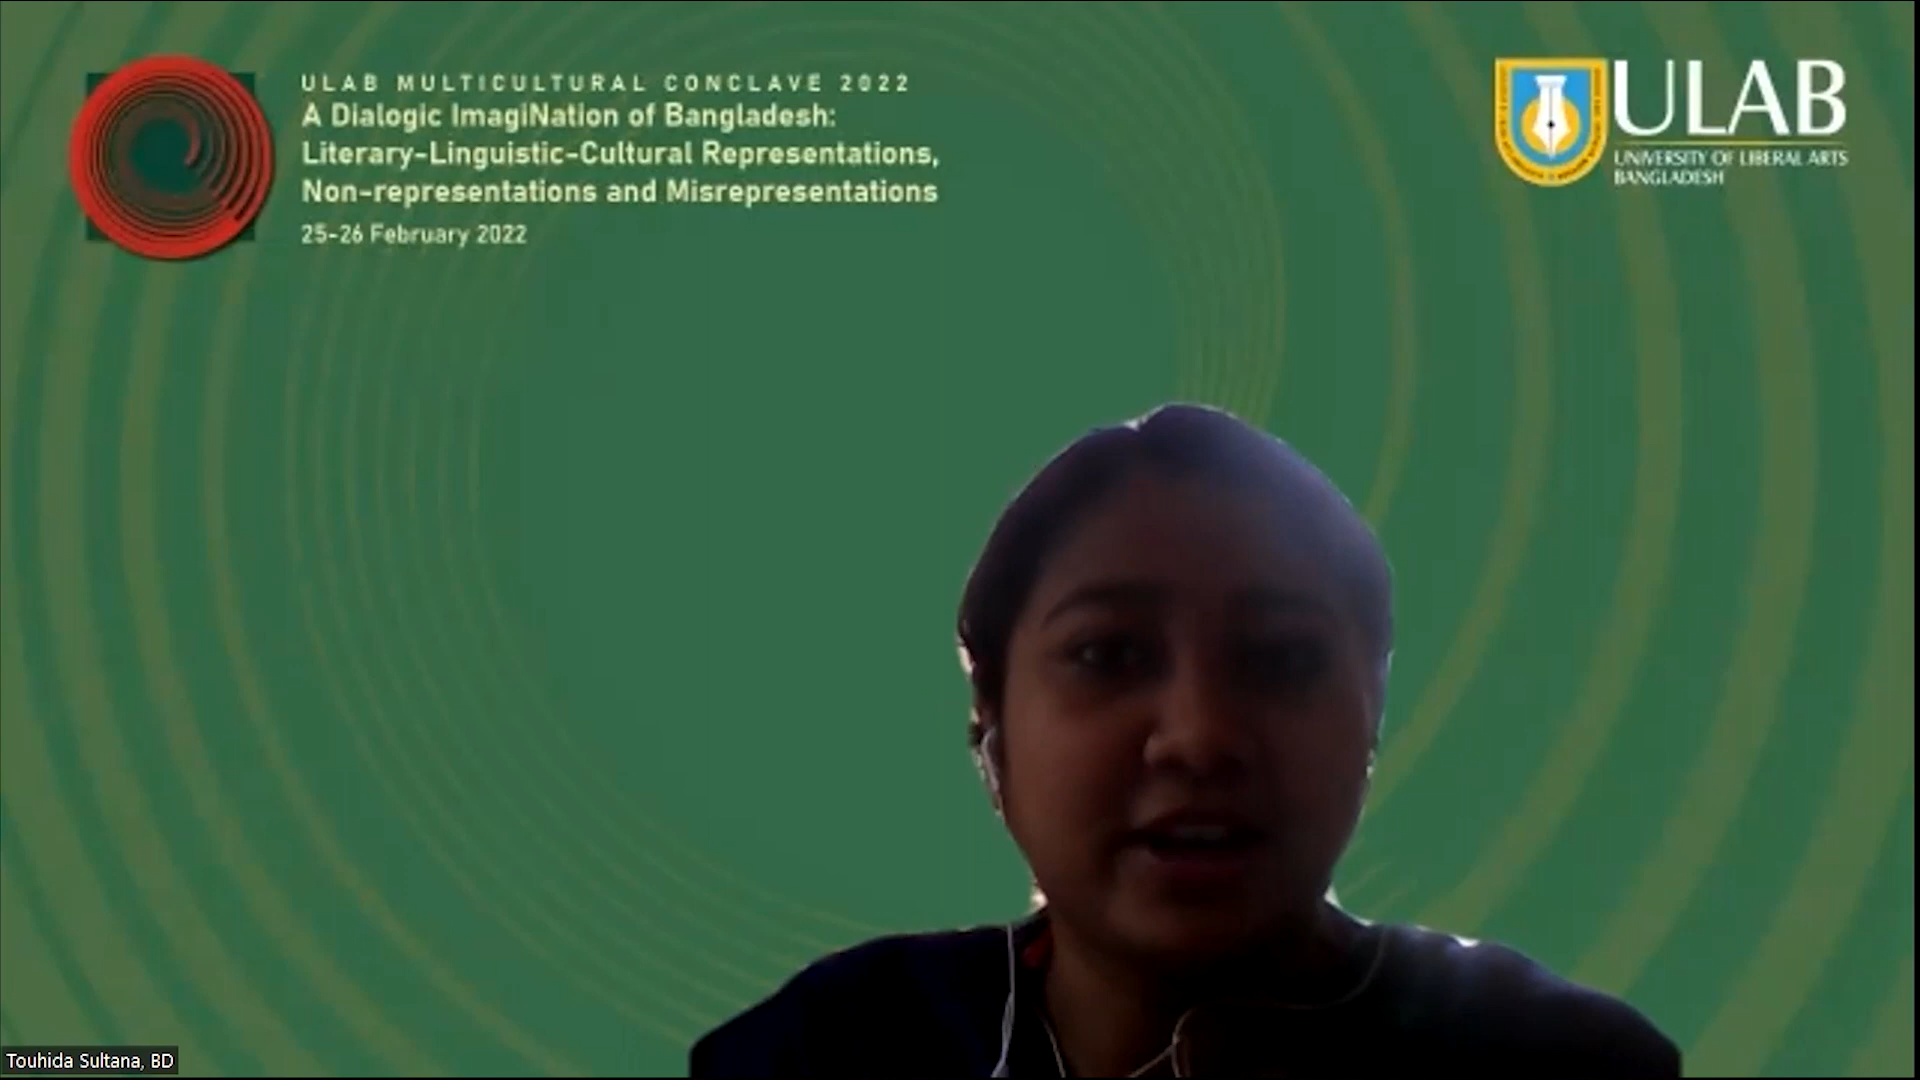 ULAB MULTICULTURAL CONCLAVE 2022
A Dialogic ImagiNation of Bangladesh:
Literary-Linguistic-Cultural Representations,
Non-representations and Misrepresentations
25-26 February 2022
ULAB
UNIVERSITY OF LIBERAL ARTS
BANGLADESH
Touhida Sultana, BD